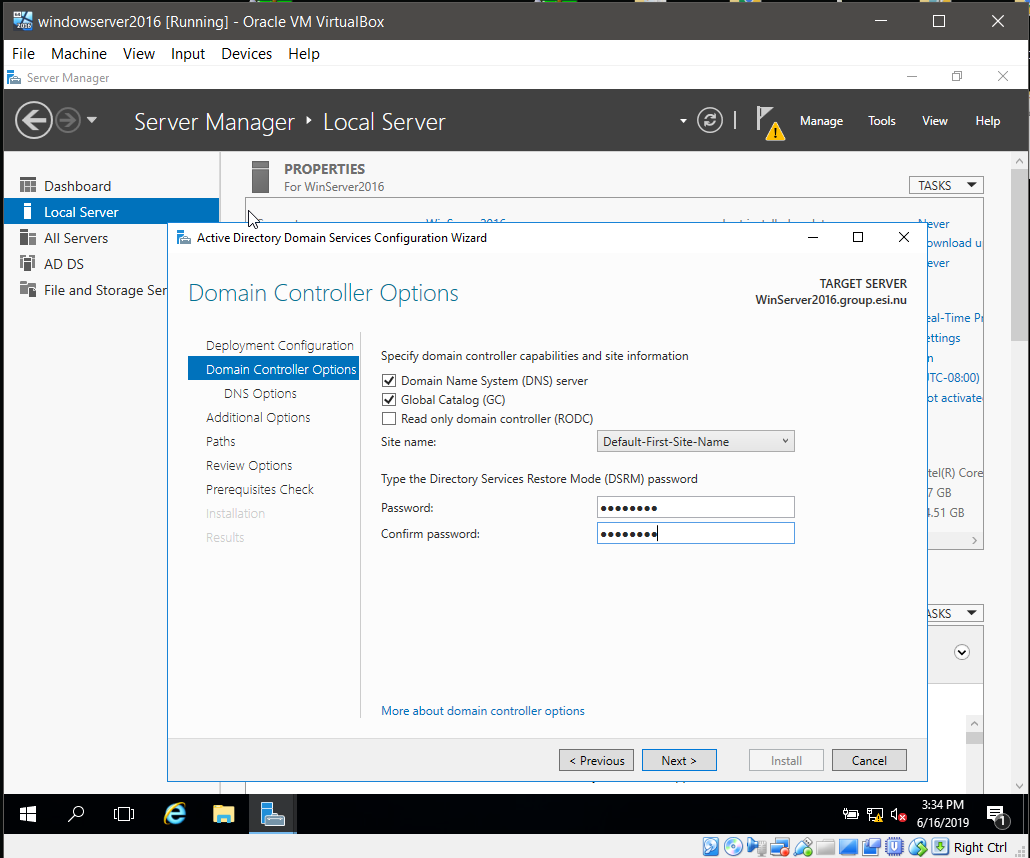 windowserver2016 [Running] - Oracle VM VirtualBox
File Machine View Input Devices Help
Server Manager
Server Manager Local Server
Manage Tools View Help
Dashboard
Local Server
All Servers
AD DS
File and Storage Ser
PROPERTIES
For WinServer2016
TASKS
Never
ownload u
ever
eal-Time Pr
ettings
n
UTC-08:00)
ot activate
tel(R) Core
7 GB
4.51 GB
ASKS
Active Directory Domain Services Configuration Wizard
Domain Controller Options
TARGET SERVER
WinServer2016.group.esi.nu
Deployment Configuration
Domain Controller Options
DNS Options
Additional Options
Paths
Review Options
Prerequisites Check
Installation
Results
Specify domain controller capabilities and site information
Domain Name System (DNS) server
Global Catalog (GC)
Read only domain controller (RODC)
Site name: Default-First-Site-Name
Type the Directory Services Restore Mode (DSRM) password
Password: ●●●●●●●●
Confirm password: ●●●●●●●●
More about domain controller options
< Previous Next > Install Cancel
3:34 PM
6/16/2019
1
Right Ctrl